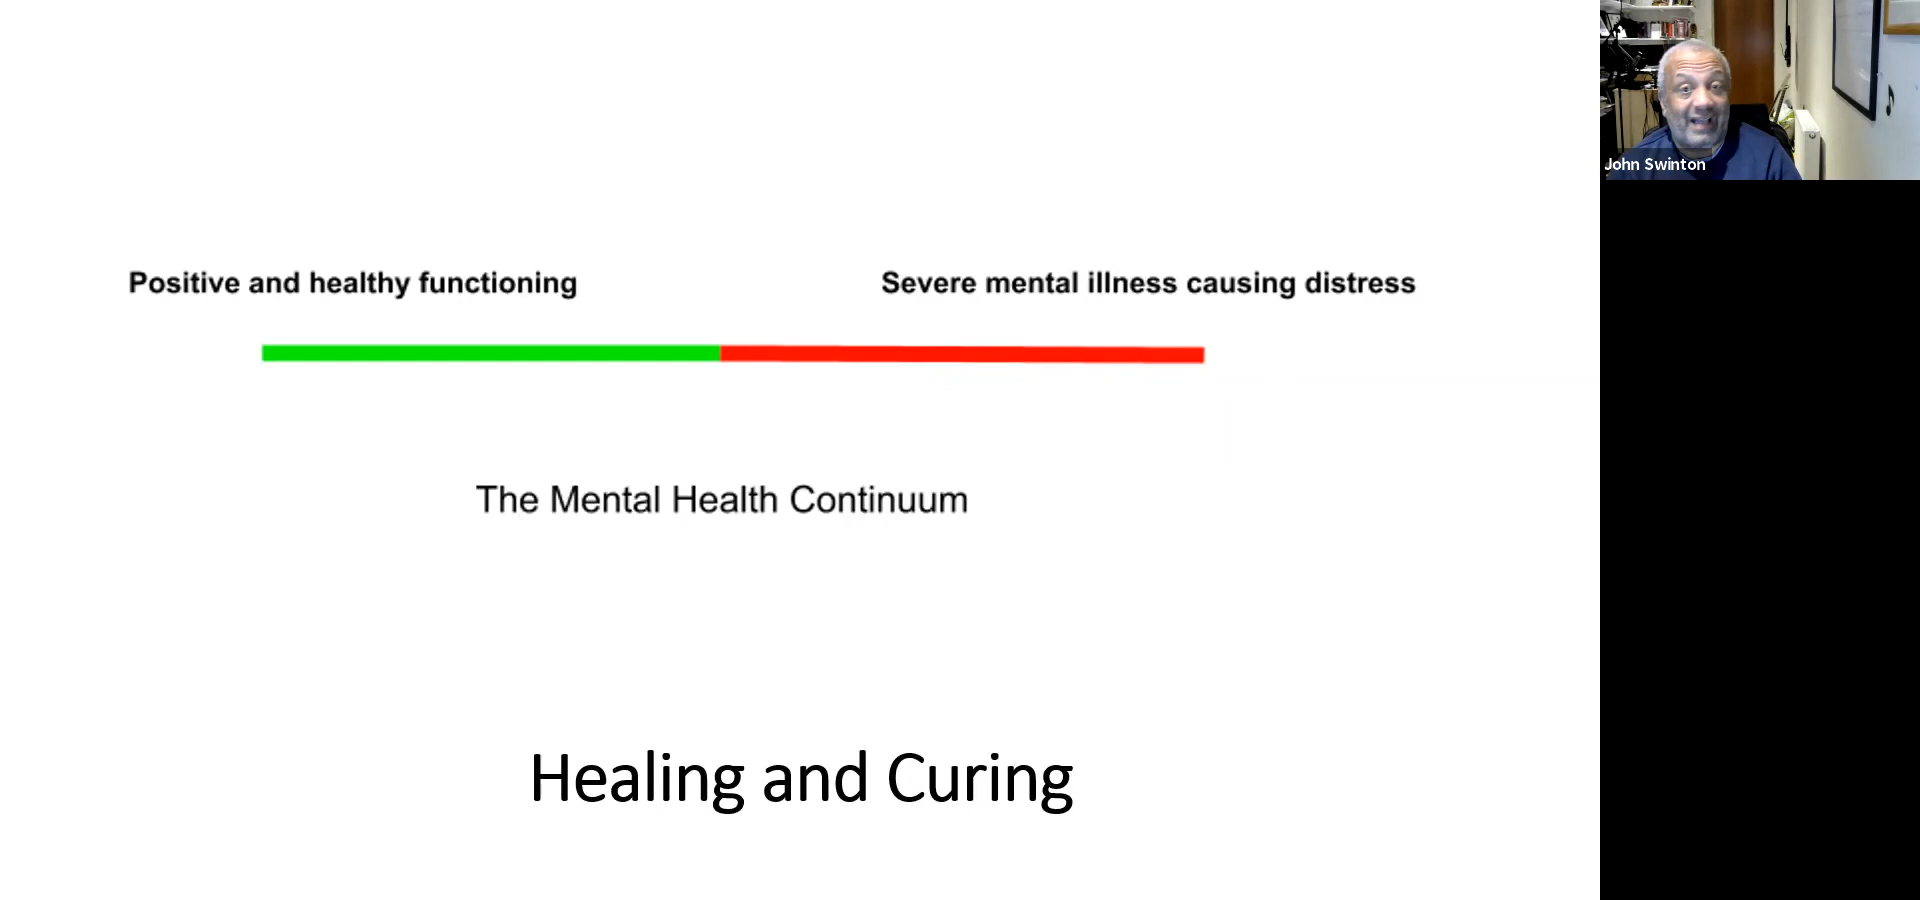 John Swinton
Positive and healthy functioning
Severe mental illness causing distress
The Mental Health Continuum
Healing and Curing